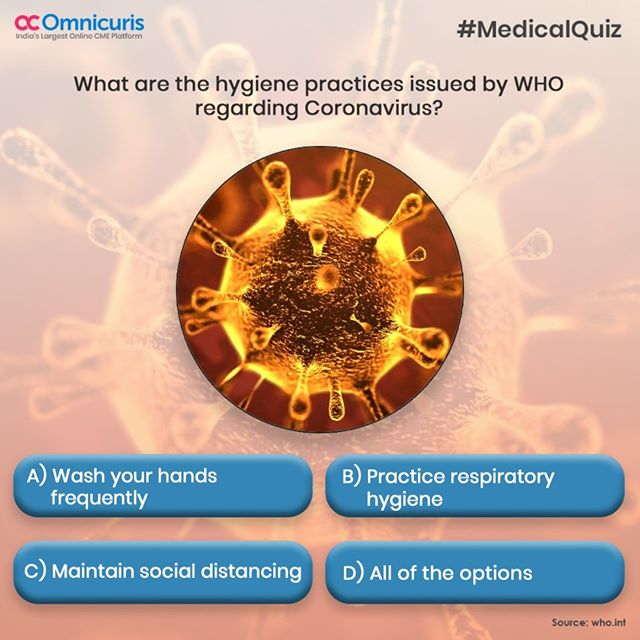 Omnicuris
India's Largest Online CME Platform
#MedicalQuiz
What are the hygiene practices issued by WHO
regarding Coronavirus?
A) Wash your hands
frequently
B) Practice respiratory
hygiene
C) Maintain social distancing
D) All of the options
Source: who.int